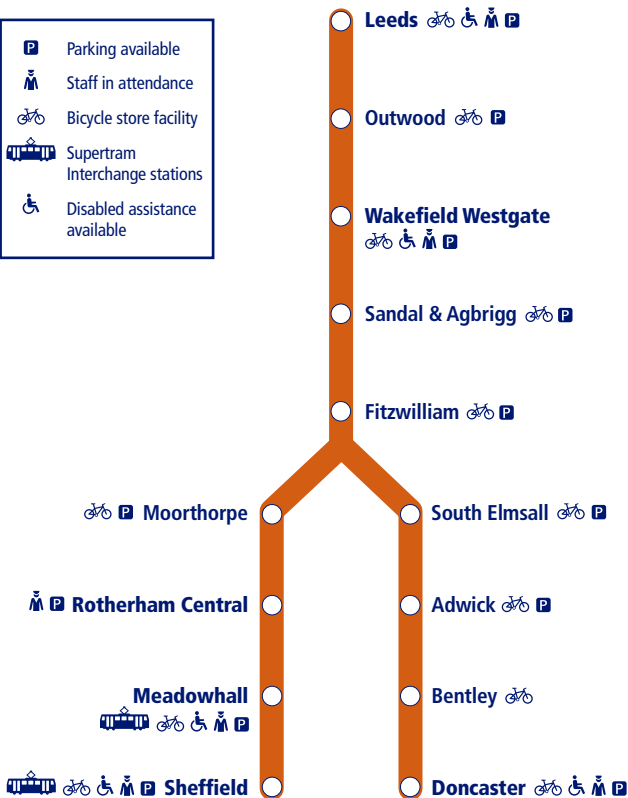 P Parking available
Staff in attendance
Bicycle store facility
Supertram
Interchange stations
Disabled assistance
available
Leeds P
Outwood P
Wakefield Westgate
P
Sandal & Agbrigg P
Fitzwilliam P
P Moorthorpe
South Elmsall P
P Rotherham Central
Adwick P
Meadowhall
P
Bentley
P Sheffield
Doncaster P